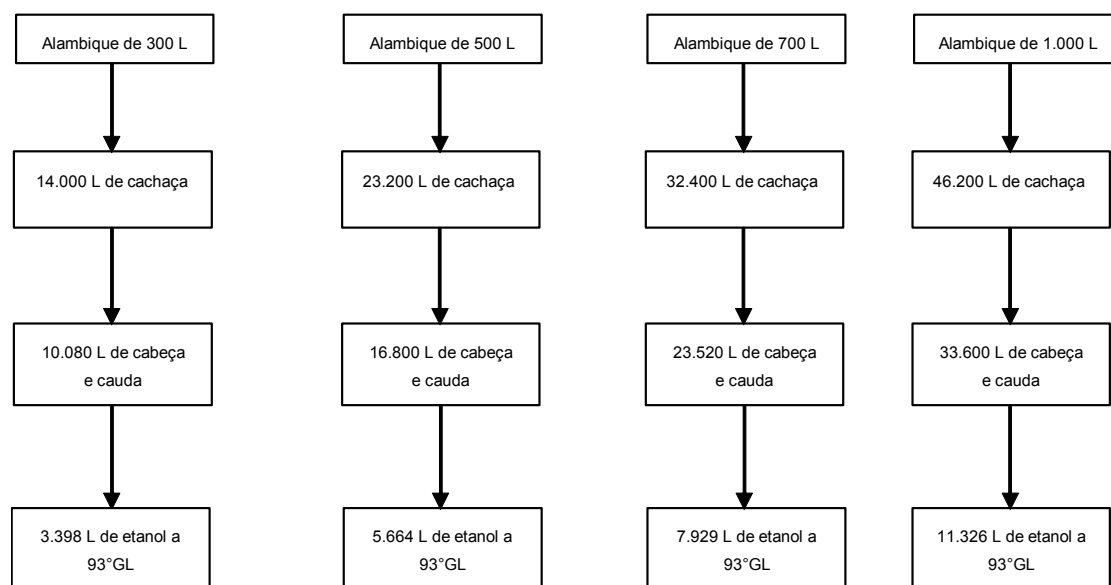 Alambique de 300 L
Alambique de 500 L
Alambique de 700 L
Alambique de 1.000 L
14.000 L de cachaça
23.200 L de cachaça
32.400 L de cachaça
46.200 L de cachaça
10.080 L de cabeça
e cauda
16.800 L de cabeça
e cauda
23.520 L de cabeça
e cauda
33.600 L de cabeça
e cauda
3.398 L de etanol a
93°GL
5.664 L de etanol a
93°GL
7.929 L de etanol a
93°GL
11.326 L de etanol a
93°GL